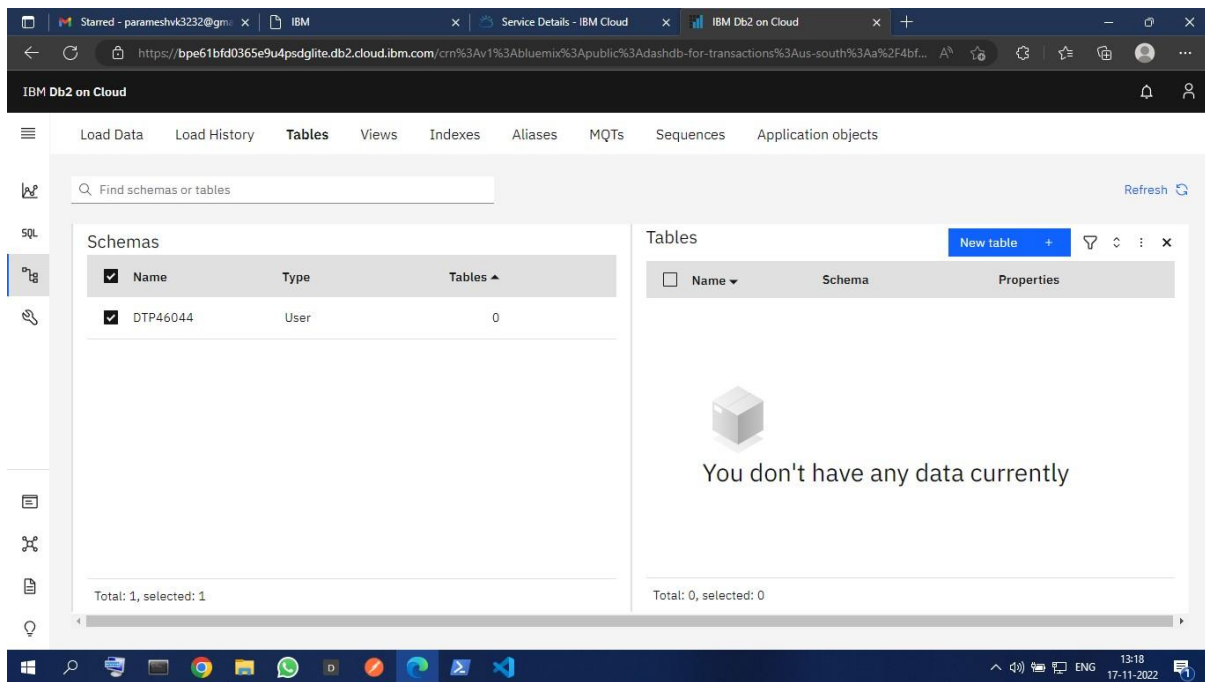 Starred - parameshvk3232@gma
IBM
Service Details - IBM Cloud
IBM Db2 on Cloud
https://bpe61bfd0365e9u4psdglite.db2.cloud.ibm.com/crn%3Av1%3Abluemix%3Apublic%3Adashdb-for-transactions%3Aus-south%3Aa%2F4bf...
IBM Db2 on Cloud
Load Data Load History Tables Views Indexes Aliases MQTs Sequences Application objects
Find schemas or tables
Refresh
SQL
Schemas
Name Type Tables
DTP46044 User 0
Total: 1, selected: 1
Tables
New table +
Name Schema Properties
You don't have any data currently
Total: 0, selected: 0
D
ENG
13:18
17-11-2022
1